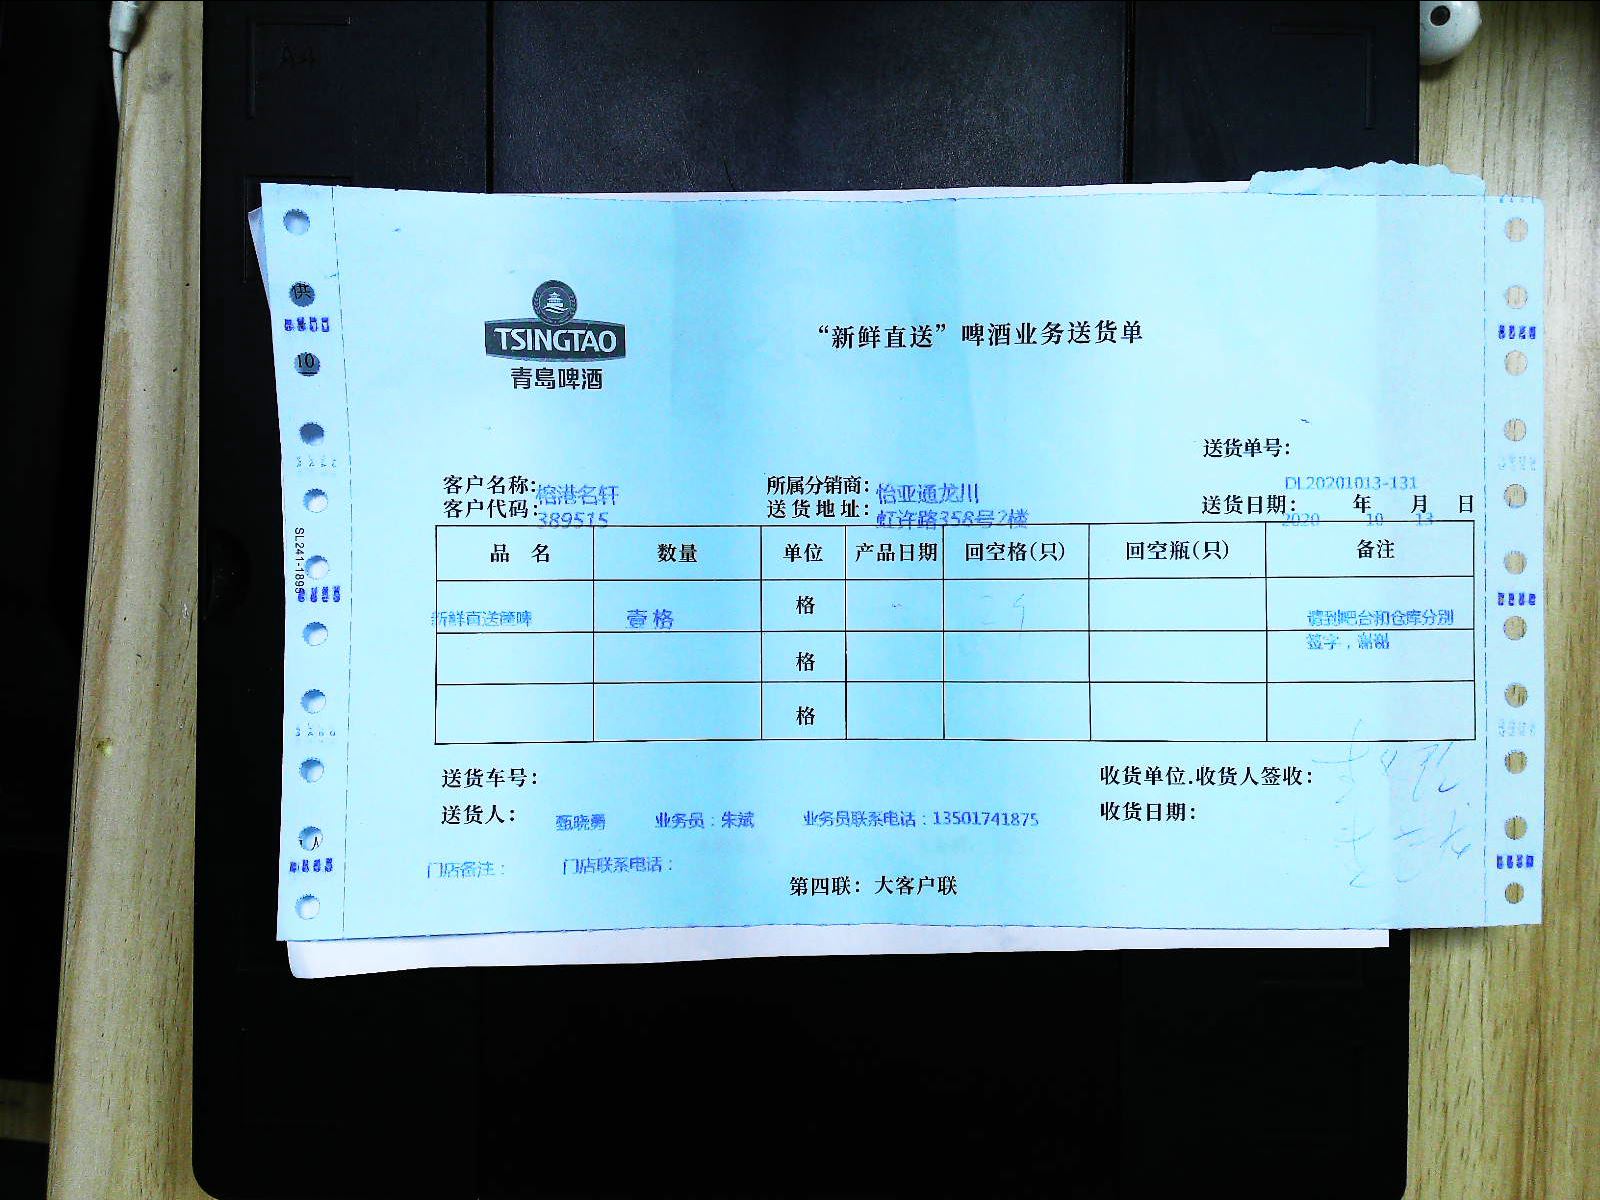 A4
供
10
SL241-1895
TSINGTAO
青岛啤酒
“新鲜直送”啤酒业务送货单
送货单号：
DL20201013-131
客户名称：榕港名轩 所属分销商：怡亚通龙川
客户代码：389515 送货地址：虹许路358号2楼 送货日期： 2020 年 10 月 13 日
品 名 数量 单位 产品日期 回空格(只) 回空瓶(只) 备注
新鲜直送醇啤 壹格 格 29 请到吧台和仓库分别
签字，谢谢
格
格
送货车号： 收货单位.收货人签收：
送货人： 甄晓勇 业务员：朱斌 业务员联系电话：13501741875 收货日期：
门店备注： 门店联系电话：
第四联：大客户联